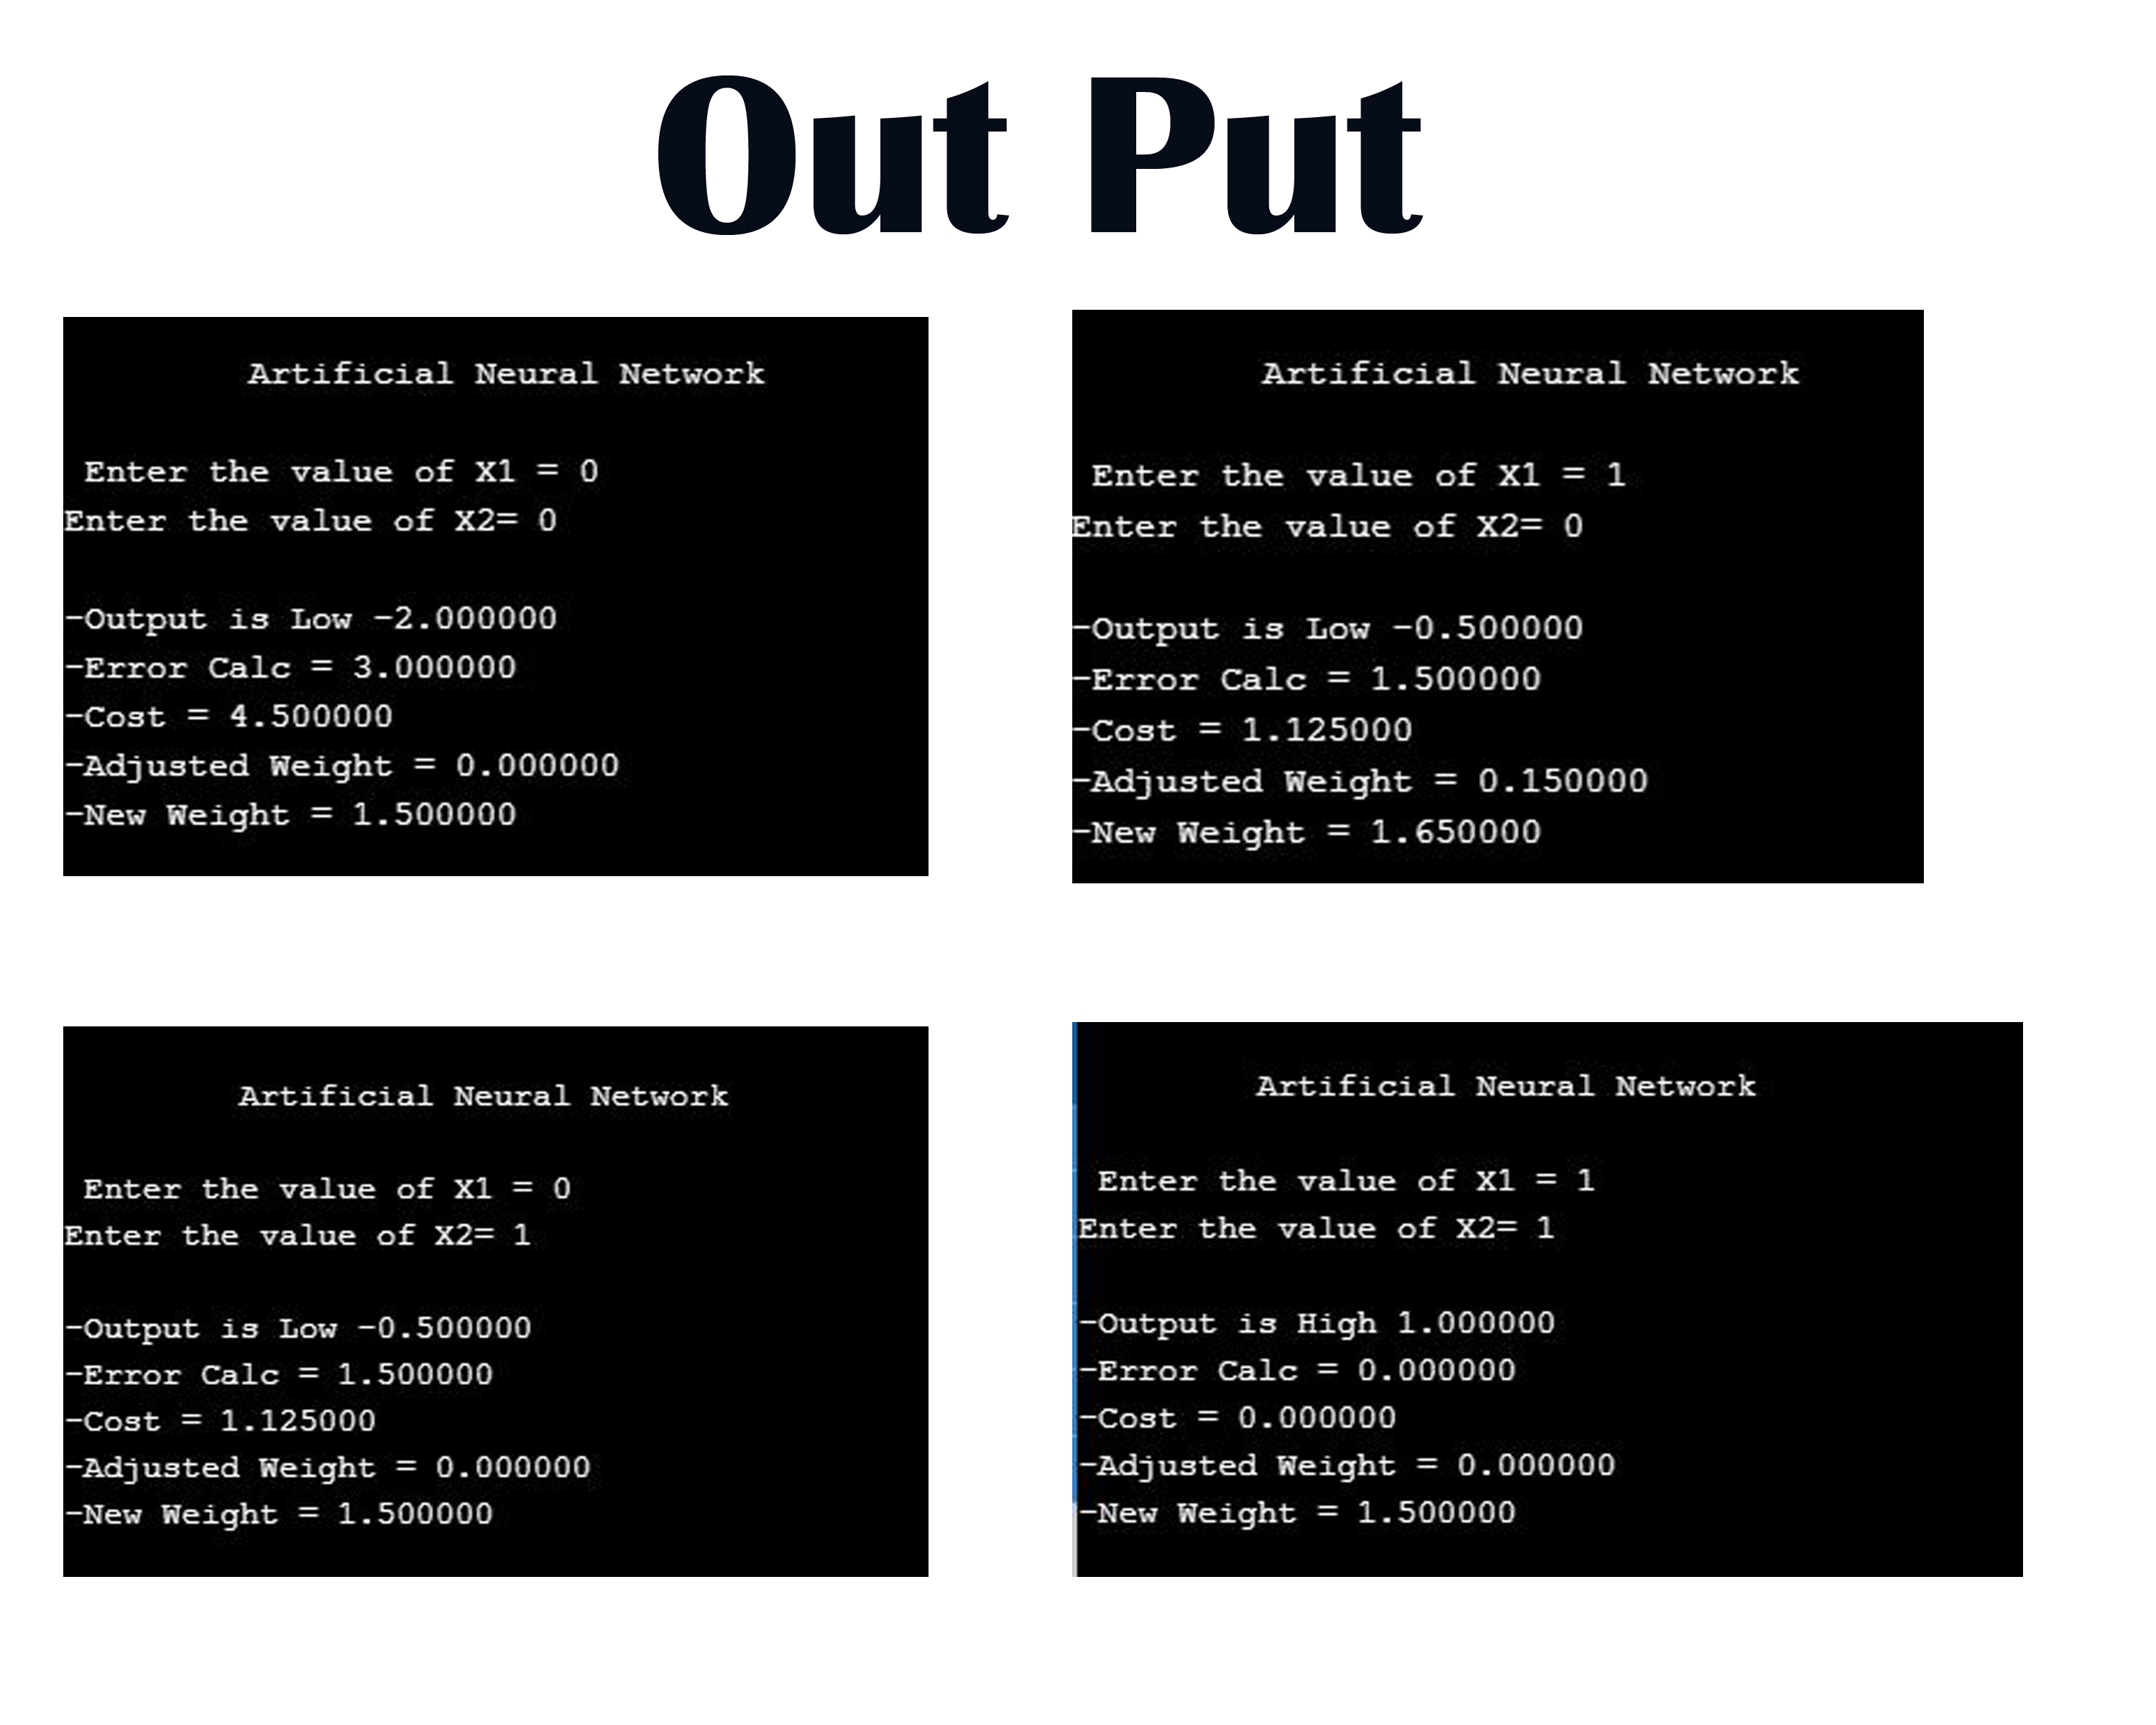 Out Put
Artificial Neural Network
Enter the value of X1 = 0
Enter the value of X2= 0
-Output is Low -2.000000
-Error Calc = 3.000000
-Cost = 4.500000
-Adjusted Weight = 0.000000
-New Weight = 1.500000
Artificial Neural Network
Enter the value of X1 = 1
Enter the value of X2= 0
-Output is Low -0.500000
-Error Calc = 1.500000
-Cost = 1.125000
-Adjusted Weight = 0.150000
-New Weight = 1.650000
Artificial Neural Network
Enter the value of X1 = 0
Enter the value of X2= 1
-Output is Low -0.500000
-Error Calc = 1.500000
-Cost = 1.125000
-Adjusted Weight = 0.000000
-New Weight = 1.500000
Artificial Neural Network
Enter the value of X1 = 1
Enter the value of X2= 1
-Output is High 1.000000
-Error Calc = 0.000000
-Cost = 0.000000
-Adjusted Weight = 0.000000
-New Weight = 1.500000